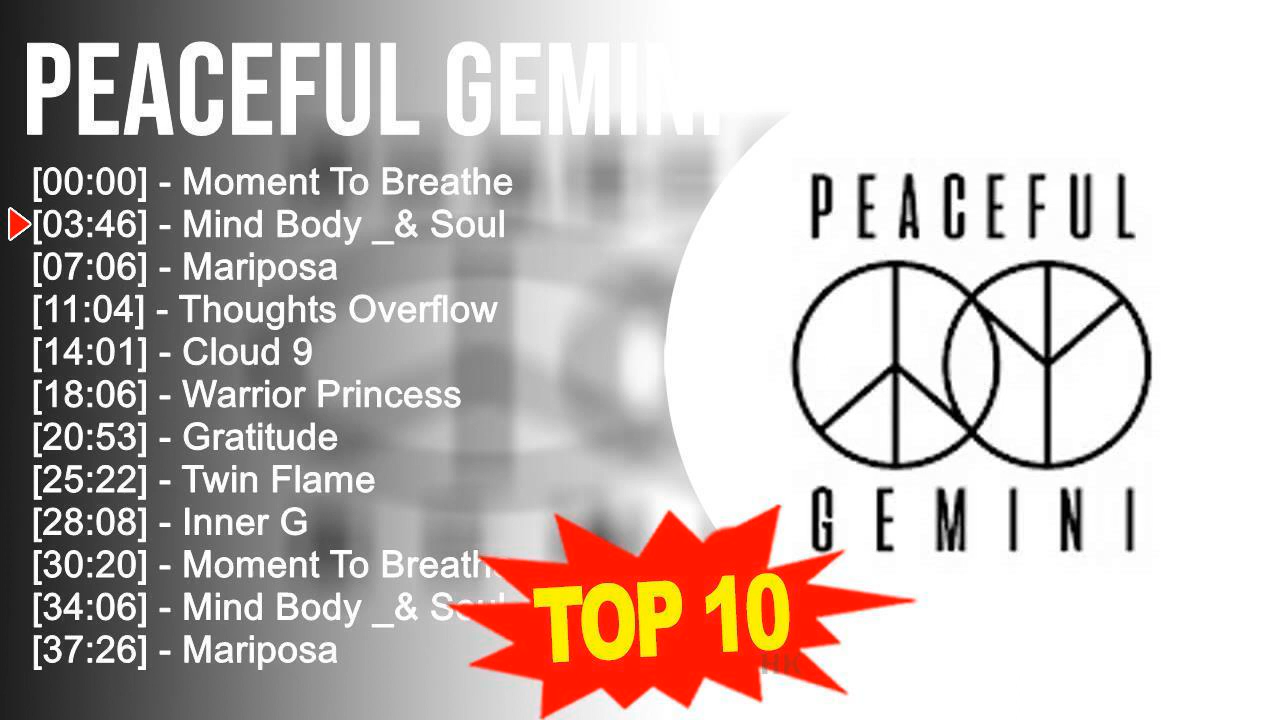 PEACEFUL GEMINI
[00:00] - Moment To Breathe
[03:46] - Mind Body _& Soul
[07:06] - Mariposa
[11:04] - Thoughts Overflow
[14:01] - Cloud 9
[18:06] - Warrior Princess
[20:53] - Gratitude
[25:22] - Twin Flame
[28:08] - Inner G
[30:20] - Moment To Breathe
[34:06] - Mind Body _& Soul
[37:26] - Mariposa
PEACEFUL
GEMINI
TOP 10
HK